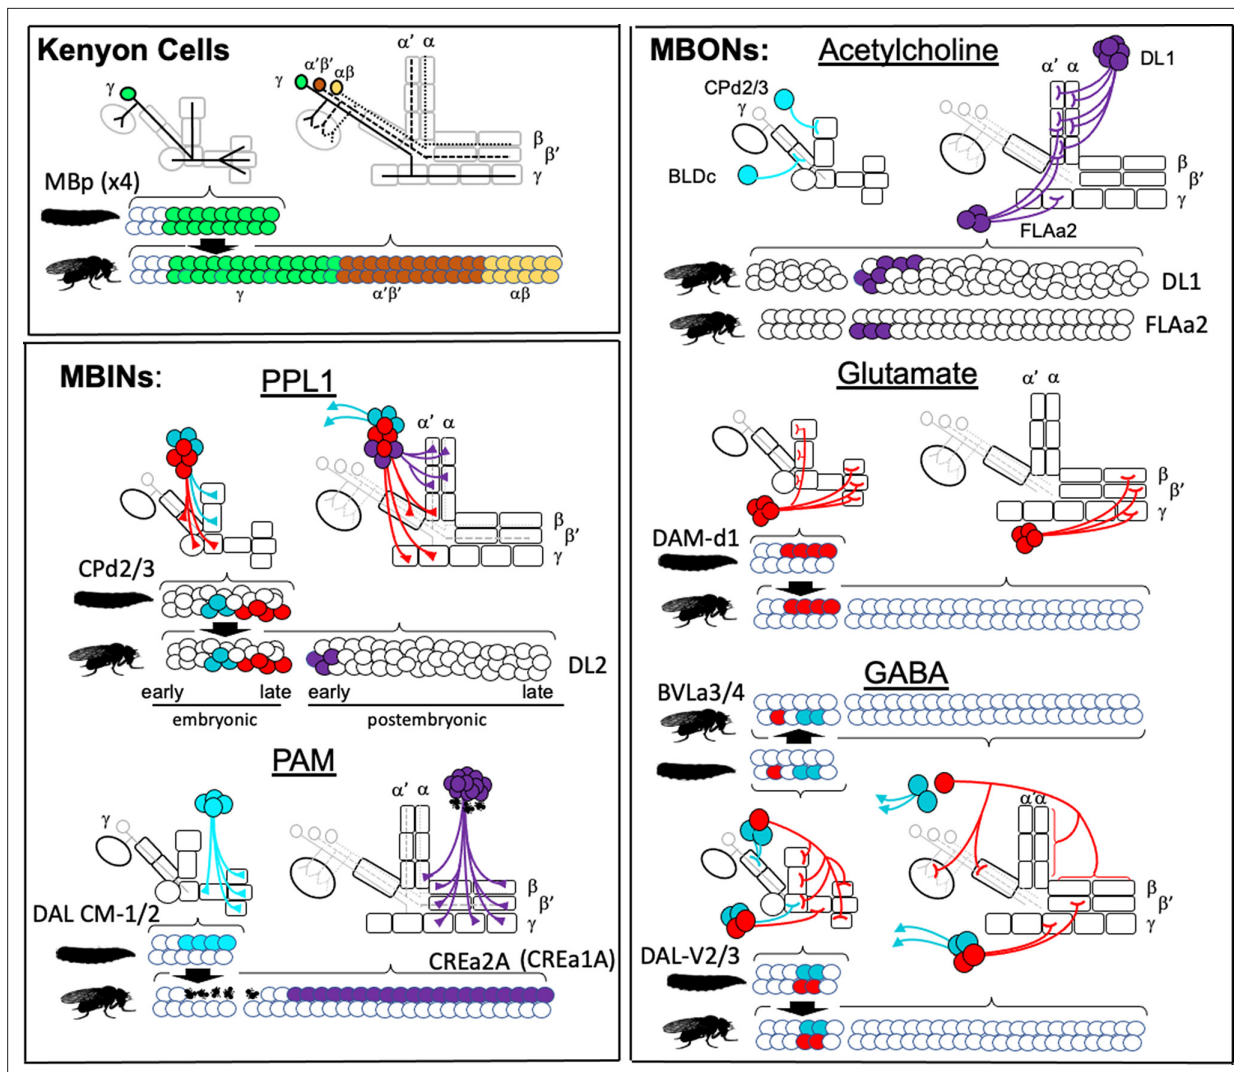 Kenyon Cells
α' α
γ
γ α'β' αβ
β
β'
γ
MBp (x4)
γ α'β' αβ
MBINs:
PPL1
α' α
β
β'
γ
CPd2/3
DL2
early late early late
embryonic postembryonic
PAM
γ
α' α
β
β'
γ
DAL CM-1/2
CREa2A (CREa1A)
MBONs:
Acetylcholine
CPd2/3
γ
BLDc
α' α
DL1
β
β'
γ
FLAa2
DL1
FLAa2
Glutamate
α' α
β
β'
γ
DAM-d1
GABA
BVLa3/4
α'α
β
β'
γ
DAL-V2/3